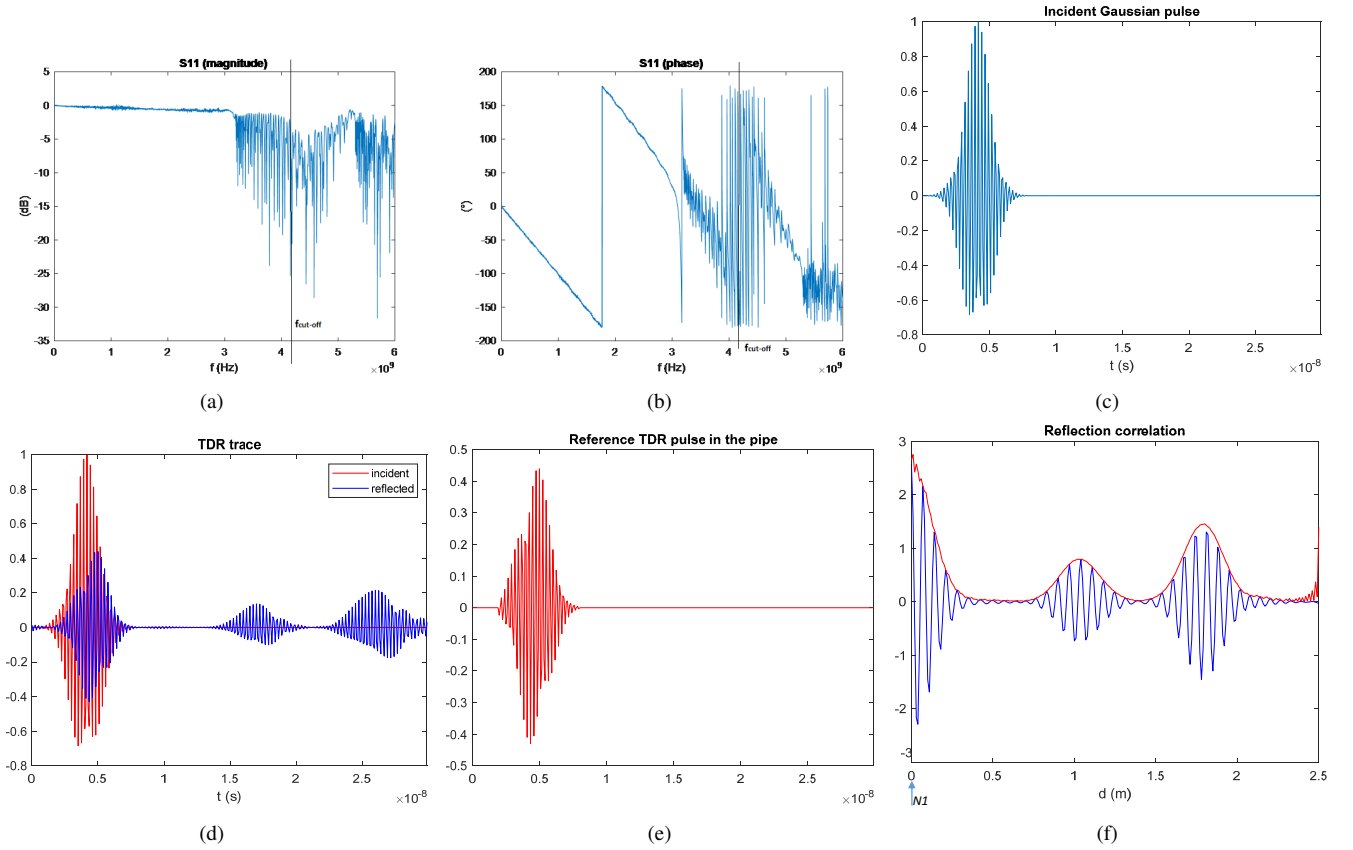 S11 (magnitude)
5
0
-5
-10
-15
-20
-25
-30
-35
(dB)
fcut-off
0 1 2 3 4 5 6
f (Hz) ×10⁹
(a)
S11 (phase)
200
150
100
50
0
-50
-100
-150
-200
(°)
fcut-off
0 1 2 3 4 5 6
f (Hz) ×10⁹
(b)
Incident Gaussian pulse
1
0.8
0.6
0.4
0.2
0
-0.2
-0.4
-0.6
-0.8
0 0.5 1 1.5 2 2.5
t (s) ×10⁻⁸
(c)
TDR trace
incident
reflected
1
0.8
0.6
0.4
0.2
0
-0.2
-0.4
-0.6
-0.8
0 0.5 1 1.5 2 2.5
t (s) ×10⁻⁸
(d)
Reference TDR pulse in the pipe
0.5
0.4
0.3
0.2
0.1
0
-0.1
-0.2
-0.3
-0.4
-0.5
0 0.5 1 1.5 2 2.5
×10⁻⁸
(e)
Reflection correlation
3
2
1
0
-1
-2
-3
0 0.5 1 1.5 2 2.5
d (m)
N1
(f)